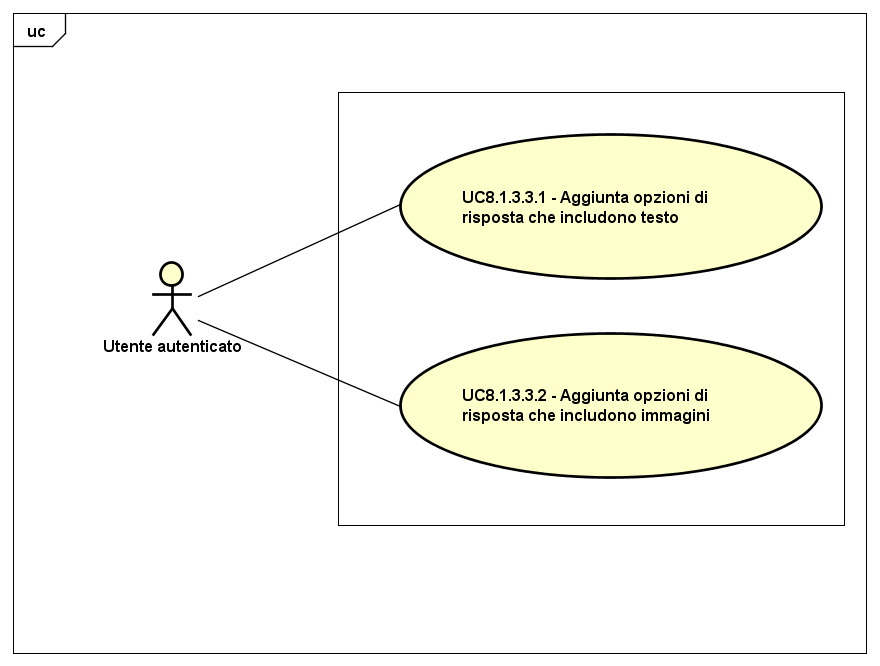 uc
UC8.1.3.3.1 - Aggiunta opzioni di
risposta che includono testo
Utente autenticato
UC8.1.3.3.2 - Aggiunta opzioni di
risposta che includono immagini